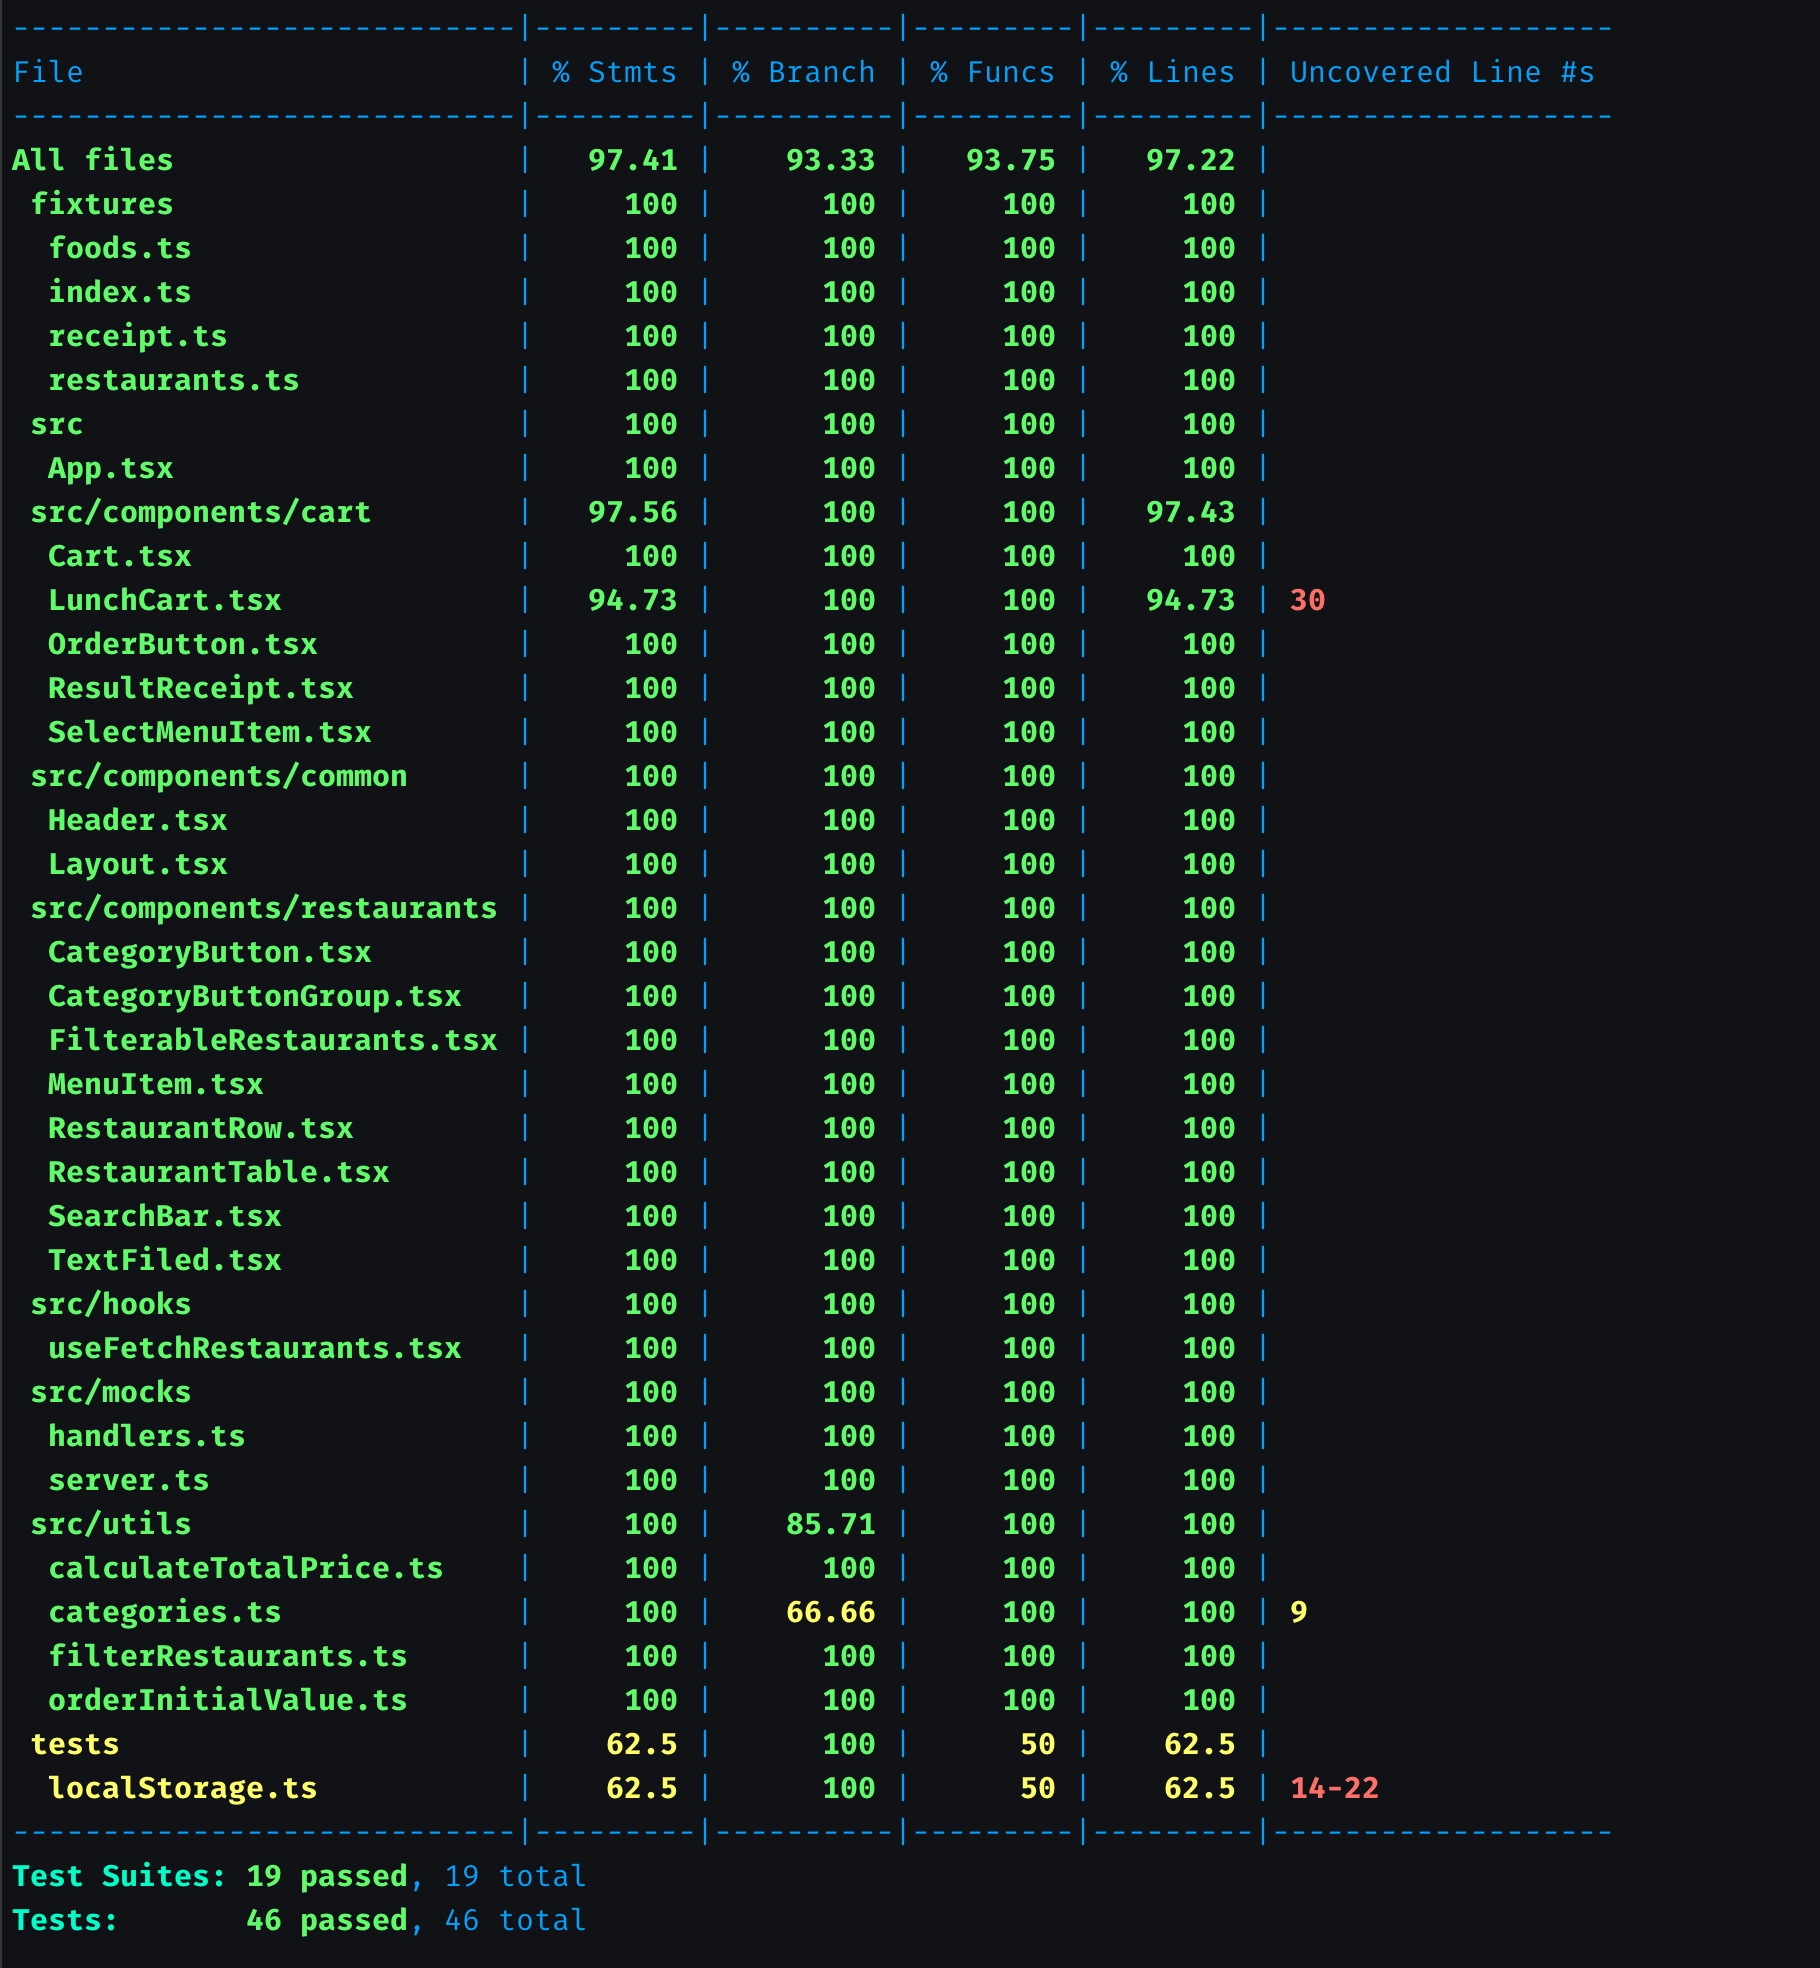 ---------------------------|---------|----------|---------|---------|-------------------
File                       | % Stmts | % Branch | % Funcs | % Lines | Uncovered Line #s
---------------------------|---------|----------|---------|---------|-------------------
All files                  |   97.41 |    93.33 |   93.75 |   97.22 |
 fixtures                  |     100 |      100 |     100 |     100 |
  foods.ts                 |     100 |      100 |     100 |     100 |
  index.ts                 |     100 |      100 |     100 |     100 |
  receipt.ts               |     100 |      100 |     100 |     100 |
  restaurants.ts           |     100 |      100 |     100 |     100 |
 src                       |     100 |      100 |     100 |     100 |
  App.tsx                  |     100 |      100 |     100 |     100 |
 src/components/cart       |   97.56 |      100 |     100 |   97.43 |
  Cart.tsx                 |     100 |      100 |     100 |     100 |
  LunchCart.tsx            |   94.73 |      100 |     100 |   94.73 | 30
  OrderButton.tsx          |     100 |      100 |     100 |     100 |
  ResultReceipt.tsx        |     100 |      100 |     100 |     100 |
  SelectMenuItem.tsx       |     100 |      100 |     100 |     100 |
 src/components/common     |     100 |      100 |     100 |     100 |
  Header.tsx               |     100 |      100 |     100 |     100 |
  Layout.tsx               |     100 |      100 |     100 |     100 |
 src/components/restaurants |     100 |      100 |     100 |     100 |
  CategoryButton.tsx       |     100 |      100 |     100 |     100 |
  CategoryButtonGroup.tsx  |     100 |      100 |     100 |     100 |
  FilterableRestaurants.tsx |     100 |      100 |     100 |     100 |
  MenuItem.tsx             |     100 |      100 |     100 |     100 |
  RestaurantRow.tsx        |     100 |      100 |     100 |     100 |
  RestaurantTable.tsx      |     100 |      100 |     100 |     100 |
  SearchBar.tsx            |     100 |      100 |     100 |     100 |
  TextFiled.tsx            |     100 |      100 |     100 |     100 |
 src/hooks                 |     100 |      100 |     100 |     100 |
  useFetchRestaurants.tsx  |     100 |      100 |     100 |     100 |
 src/mocks                 |     100 |      100 |     100 |     100 |
  handlers.ts              |     100 |      100 |     100 |     100 |
  server.ts                |     100 |      100 |     100 |     100 |
 src/utils                 |     100 |    85.71 |     100 |     100 |
  calculateTotalPrice.ts   |     100 |      100 |     100 |     100 |
  categories.ts            |     100 |    66.66 |     100 |     100 | 9
  filterRestaurants.ts     |     100 |      100 |     100 |     100 |
  orderInitialValue.ts     |     100 |      100 |     100 |     100 |
 tests                     |    62.5 |      100 |      50 |    62.5 |
  localStorage.ts          |    62.5 |      100 |      50 |    62.5 | 14-22
---------------------------|---------|----------|---------|---------|-------------------
Test Suites: 19 passed, 19 total
Tests:       46 passed, 46 total